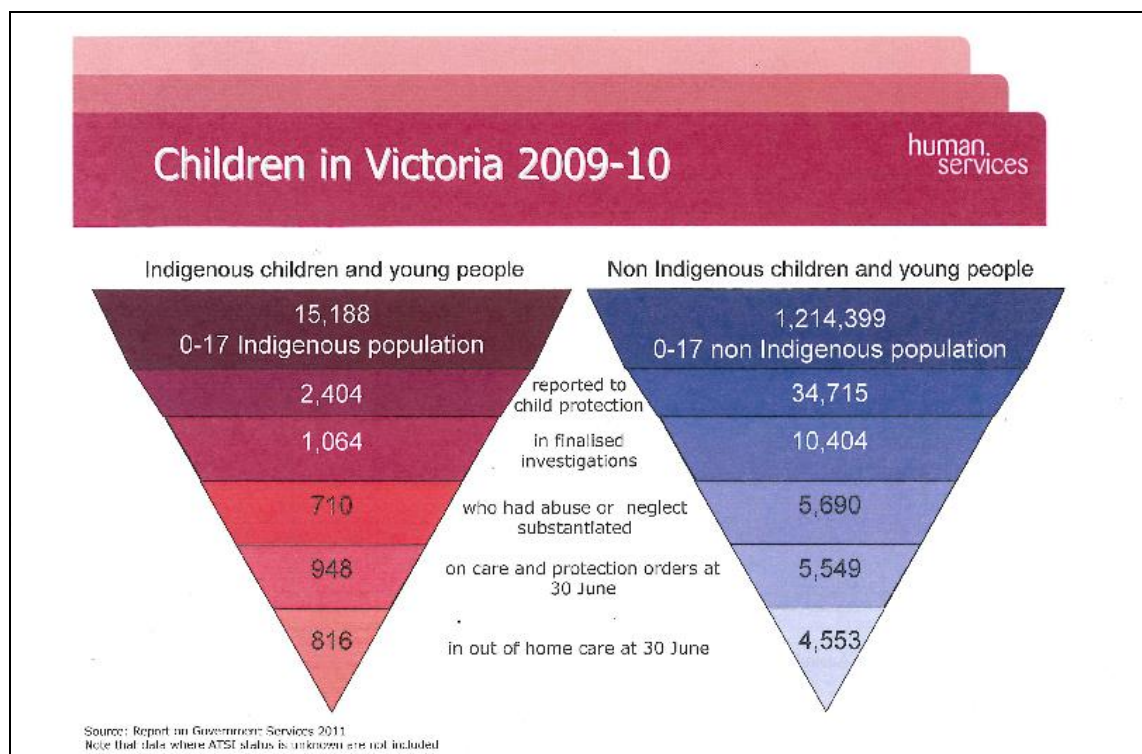 Children in Victoria 2009-10
human.
services
Indigenous children and young people
Non Indigenous children and young people
15,188
0-17 Indigenous population
1,214,399
0-17 non Indigenous population
2,404
reported to
child protection
34,715
1,064
in finalised
investigations
10,404
710
who had abuse or neglect
substantiated
5,690
948
on care and protection orders at
30 June
5,549
816
in out of home care at 30 June
4,553
Source: Report on Government Services 2011
Note that data where ATSI status is unknown are not included